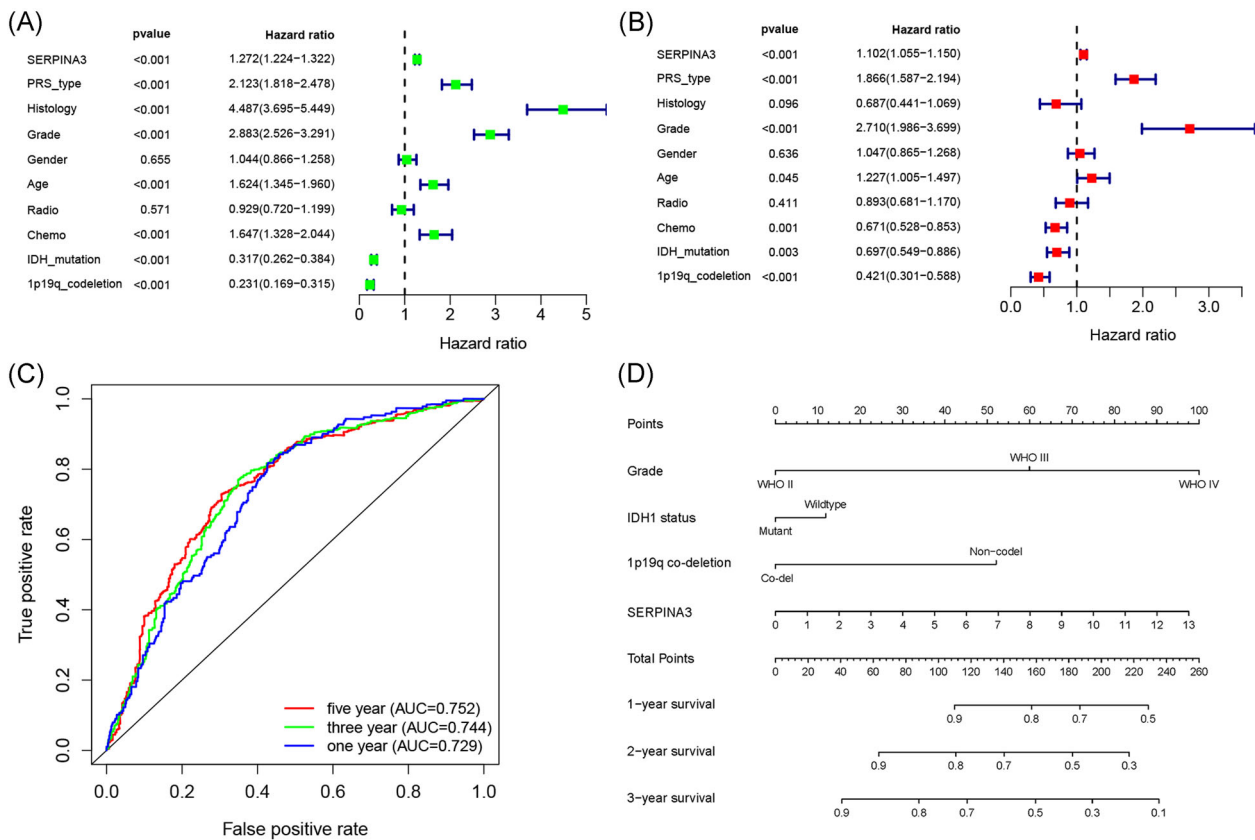 (A)
pvalue Hazard ratio
SERPINA3 <0.001 1.272(1.224−1.322)
PRS_type <0.001 2.123(1.818−2.478)
Histology <0.001 4.487(3.695−5.449)
Grade <0.001 2.883(2.526−3.291)
Gender 0.655 1.044(0.866−1.258)
Age <0.001 1.624(1.345−1.960)
Radio 0.571 0.929(0.720−1.199)
Chemo <0.001 1.647(1.328−2.044)
IDH_mutation <0.001 0.317(0.262−0.384)
1p19q_codeletion <0.001 0.231(0.169−0.315)
0 1 2 3 4 5
Hazard ratio
(B)
pvalue Hazard ratio
SERPINA3 <0.001 1.102(1.055−1.150)
PRS_type <0.001 1.866(1.587−2.194)
Histology 0.096 0.687(0.441−1.069)
Grade <0.001 2.710(1.986−3.699)
Gender 0.636 1.047(0.865−1.268)
Age 0.045 1.227(1.005−1.497)
Radio 0.411 0.893(0.681−1.170)
Chemo 0.001 0.671(0.528−0.853)
IDH_mutation 0.003 0.697(0.549−0.886)
1p19q_codeletion <0.001 0.421(0.301−0.588)
0.0 1.0 2.0 3.0
Hazard ratio
(C)
True positive rate
1.0
0.8
0.6
0.4
0.2
0.0
five year (AUC=0.752)
three year (AUC=0.744)
one year (AUC=0.729)
0.0 0.2 0.4 0.6 0.8 1.0
False positive rate
(D)
Points 0 10 20 30 40 50 60 70 80 90 100
Grade
WHO III
WHO II WHO IV
IDH1 status
Wildtype
Mutant
1p19q co−deletion
Non−codel
Co−del
SERPINA3
0 1 2 3 4 5 6 7 8 9 10 11 12 13
Total Points
0 20 40 60 80 100 120 140 160 180 200 220 240 260
1−year survival
0.9 0.8 0.7 0.5
2−year survival
0.9 0.8 0.7 0.5 0.3
3−year survival
0.9 0.8 0.7 0.5 0.3 0.1